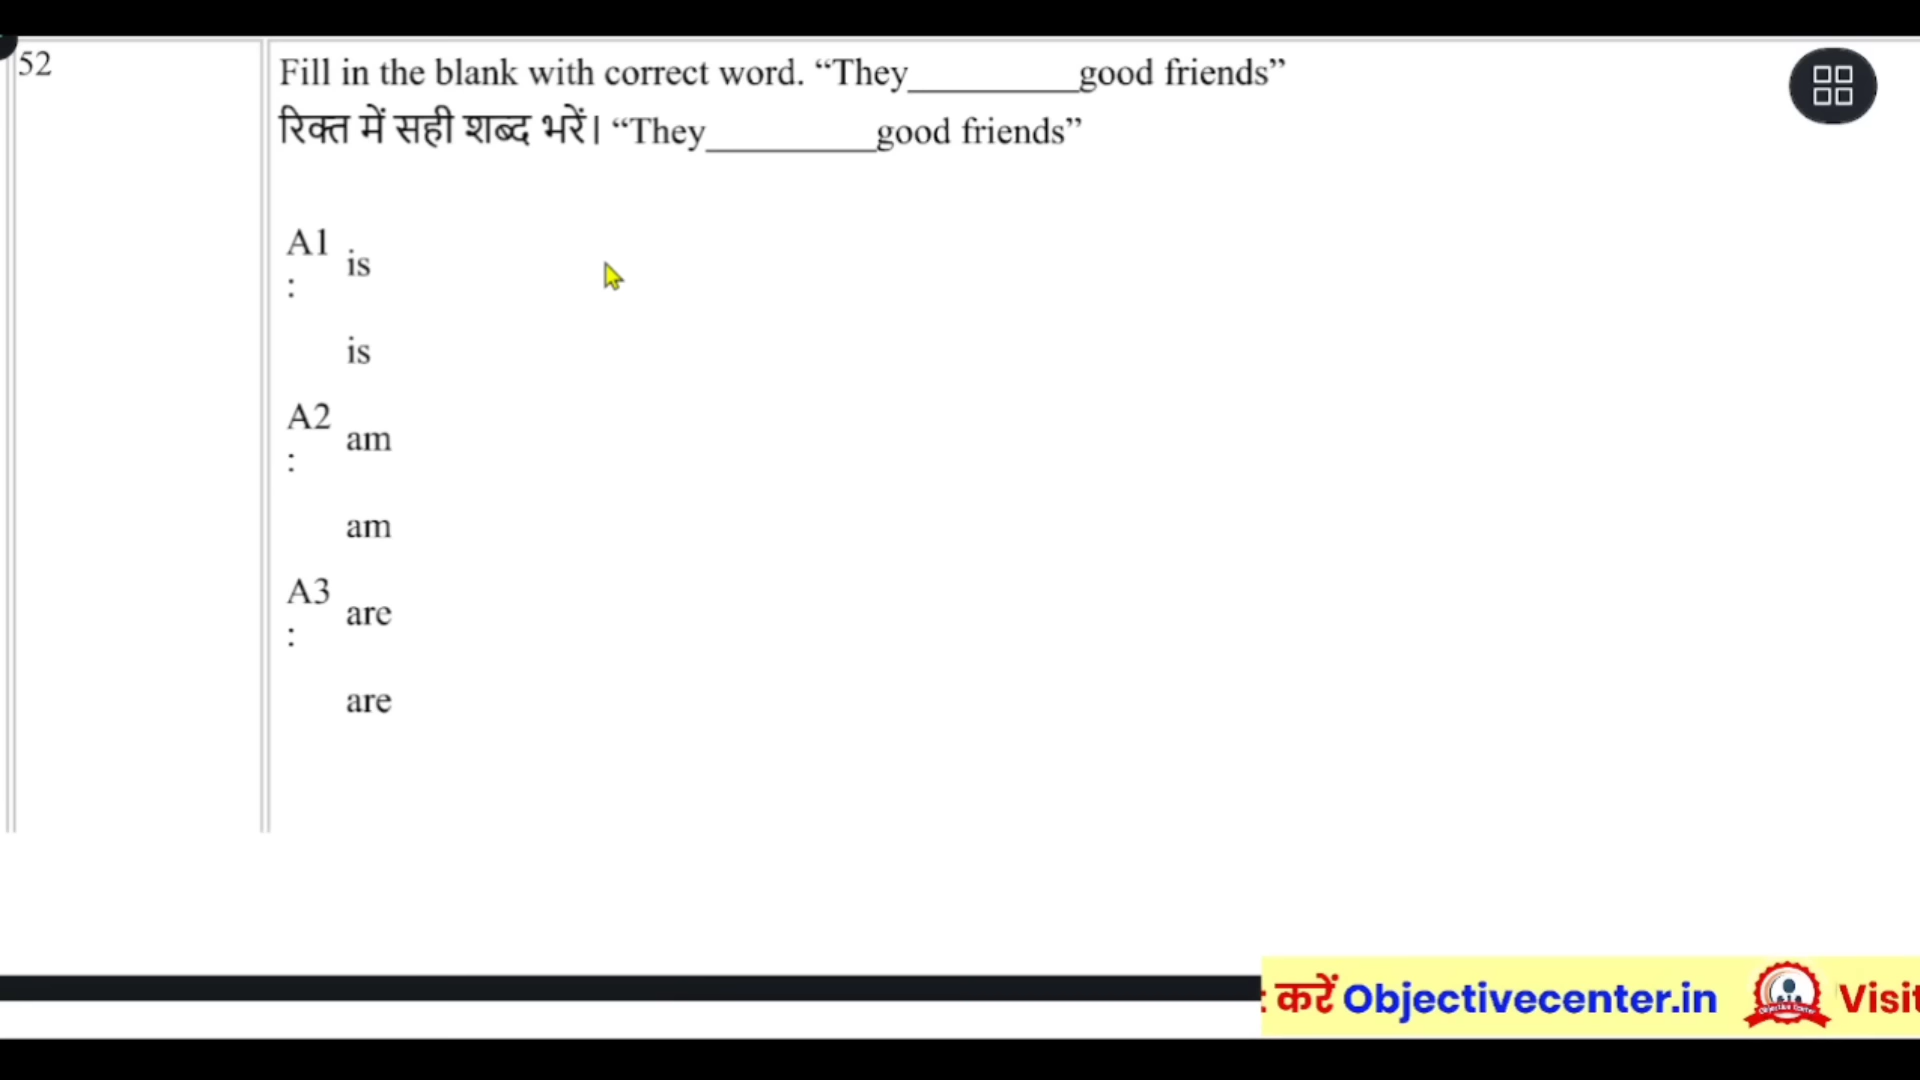 52
Fill in the blank with correct word. “They_________good friends”
रिक्त में सही शब्द भरें। “They_________good friends”
A1
:
is
is
A2
:
am
am
A3
:
are
are
करें Objectivecenter.in
Visit